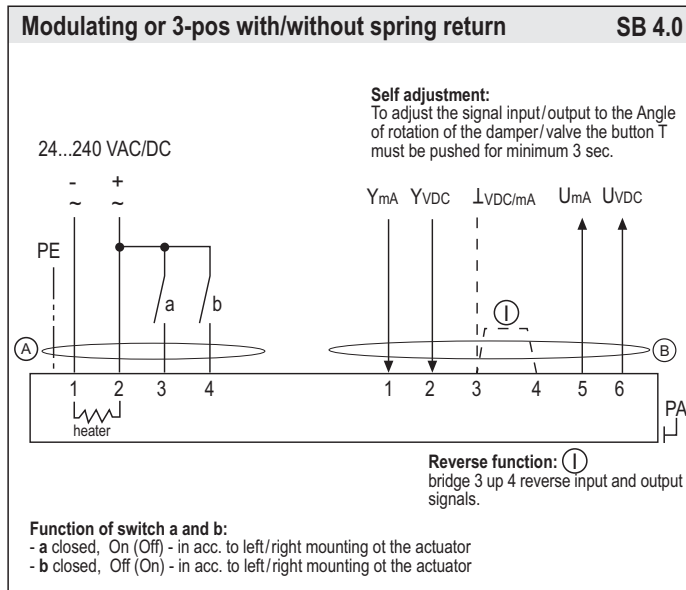 Modulating or 3-pos with/without spring return SB 4.0
Self adjustment:
To adjust the signal input/output to the Angle
of rotation of the damper/valve the button T
must be pushed for minimum 3 sec.
24...240 VAC/DC
- +
~ ~
PE
a b
YmA YVDC ⊥VDC/mA UmA UVDC
I
A
B
1 2 3 4 1 2 3 4 5 6
heater
PA
Reverse function: I
bridge 3 up 4 reverse input and output
signals.
Function of switch a and b:
- a closed, On (Off) - in acc. to left/right mounting ot the actuator
- b closed, Off (On) - in acc. to left/right mounting ot the actuator